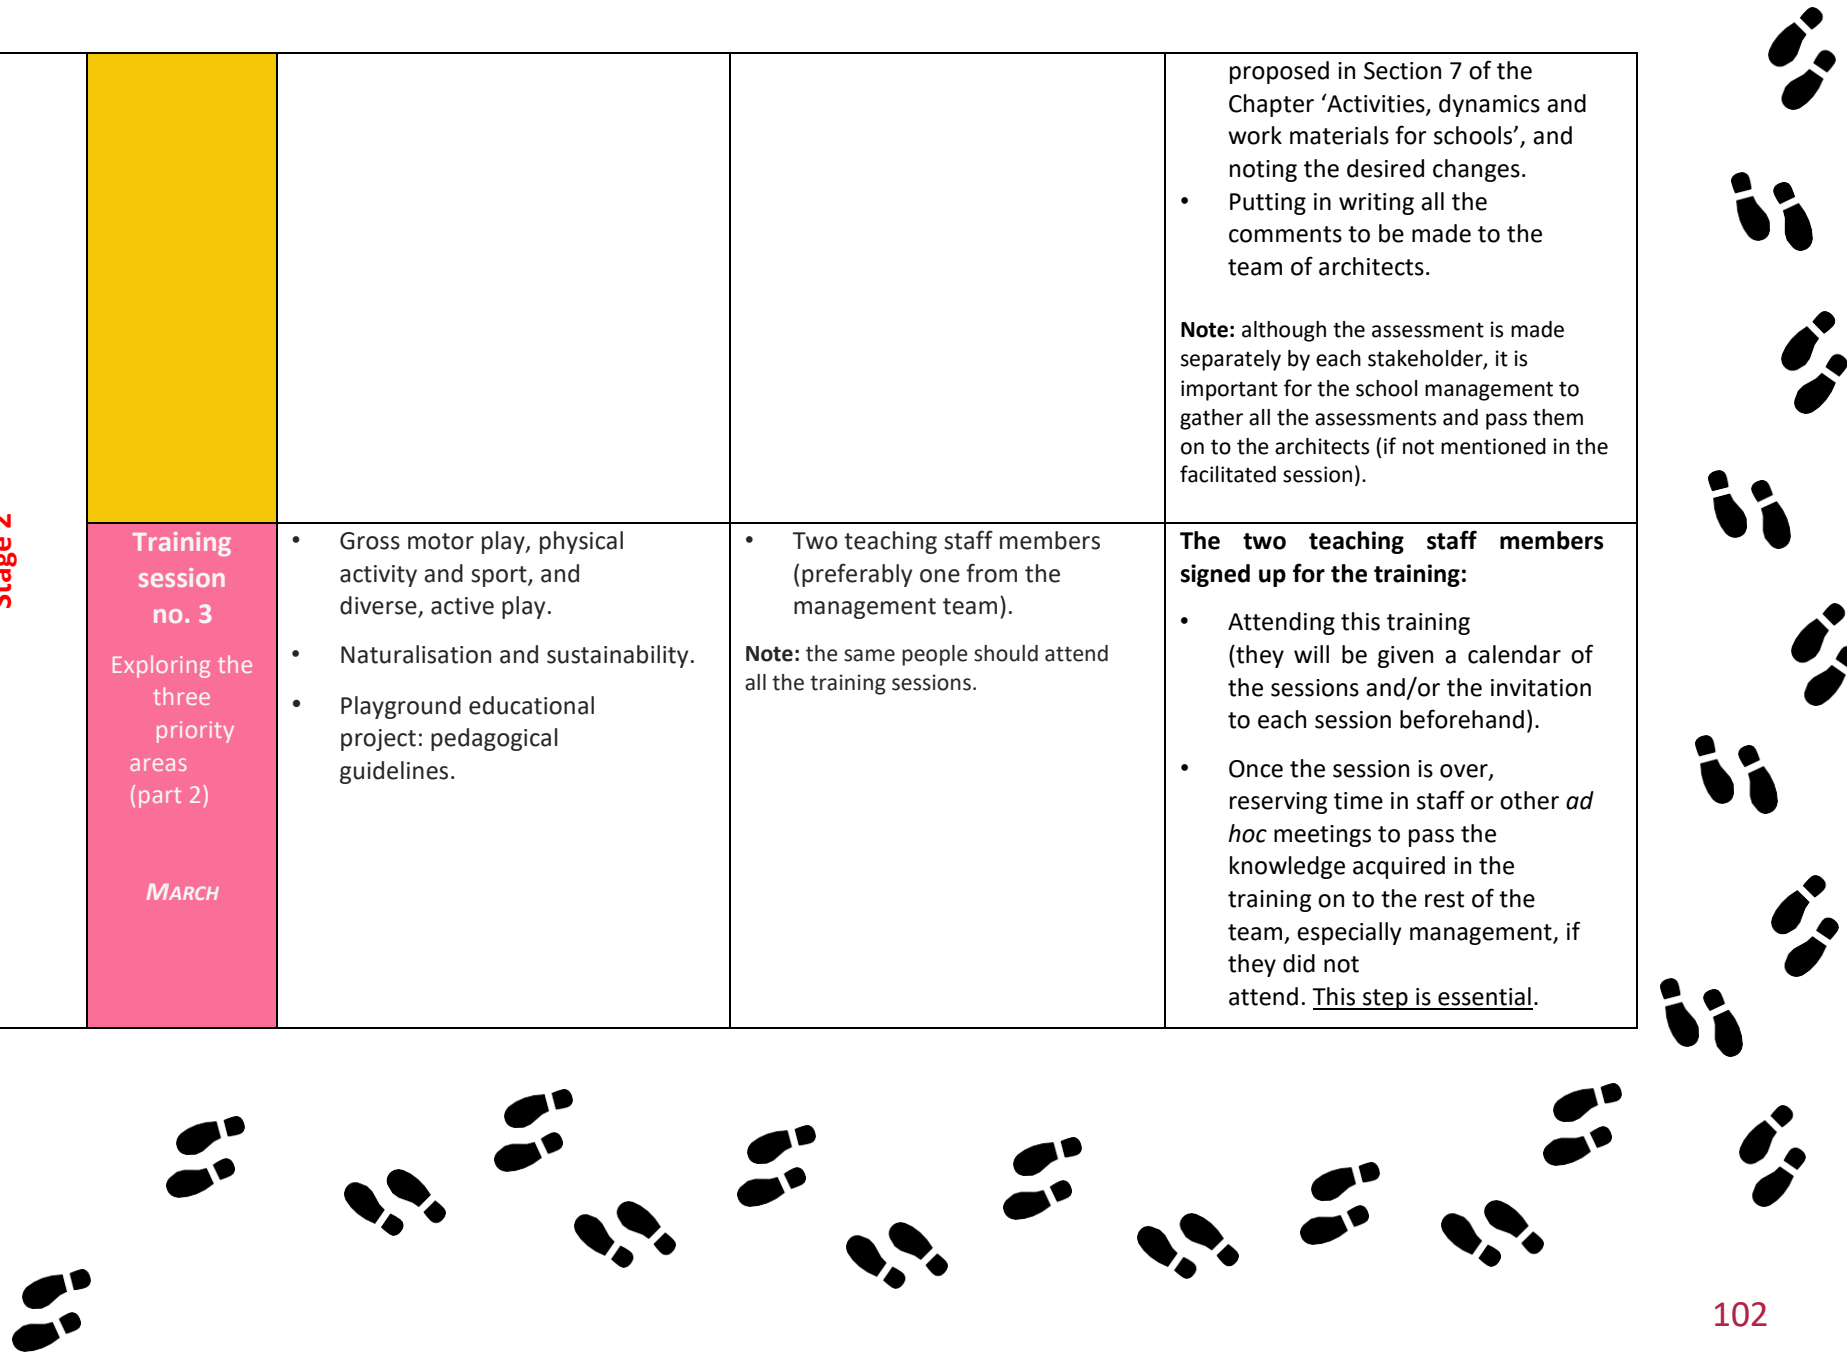 proposed in Section 7 of the
Chapter ‘Activities, dynamics and
work materials for schools’, and
noting the desired changes.
• Putting in writing all the
comments to be made to the
team of architects.
Note: although the assessment is made
separately by each stakeholder, it is
important for the school management to
gather all the assessments and pass them
on to the architects (if not mentioned in the
facilitated session).
Stage 2
Training
session
no. 3
Exploring the
three
priority
areas
(part 2)
MARCH
• Gross motor play, physical
activity and sport, and
diverse, active play.
• Naturalisation and sustainability.
• Playground educational
project: pedagogical
guidelines.
• Two teaching staff members
(preferably one from the
management team).
Note: the same people should attend
all the training sessions.
The two teaching staff members
signed up for the training:
• Attending this training
(they will be given a calendar of
the sessions and/or the invitation
to each session beforehand).
• Once the session is over,
reserving time in staff or other ad
hoc meetings to pass the
knowledge acquired in the
training on to the rest of the
team, especially management, if
they did not
attend. This step is essential.
102